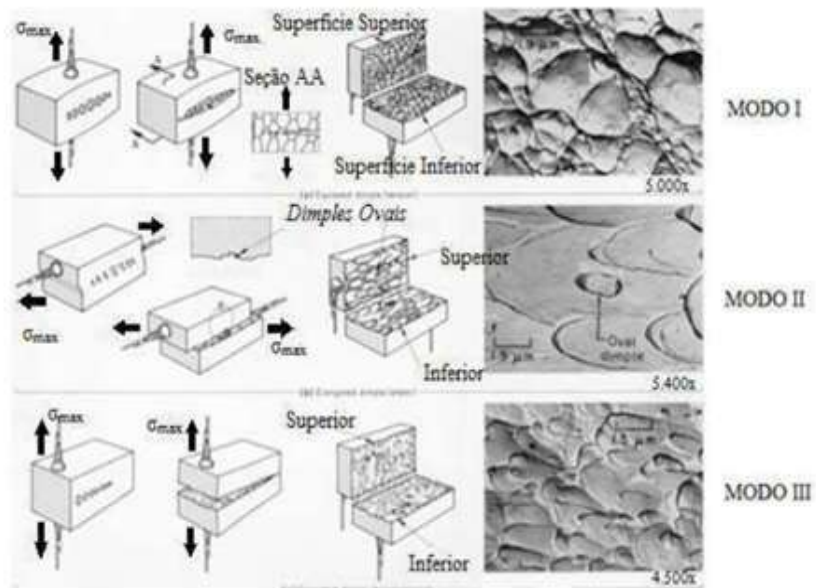 σmax
σmax
Superfície Superior
Seção AA
Superfície Inferior
5.000x
MODO I
Dimples Ovais
Superior
σmax
σmax
Inferior
Oval
dimple
5.400x
MODO II
σmax
σmax
Superior
Inferior
4.500x
MODO III